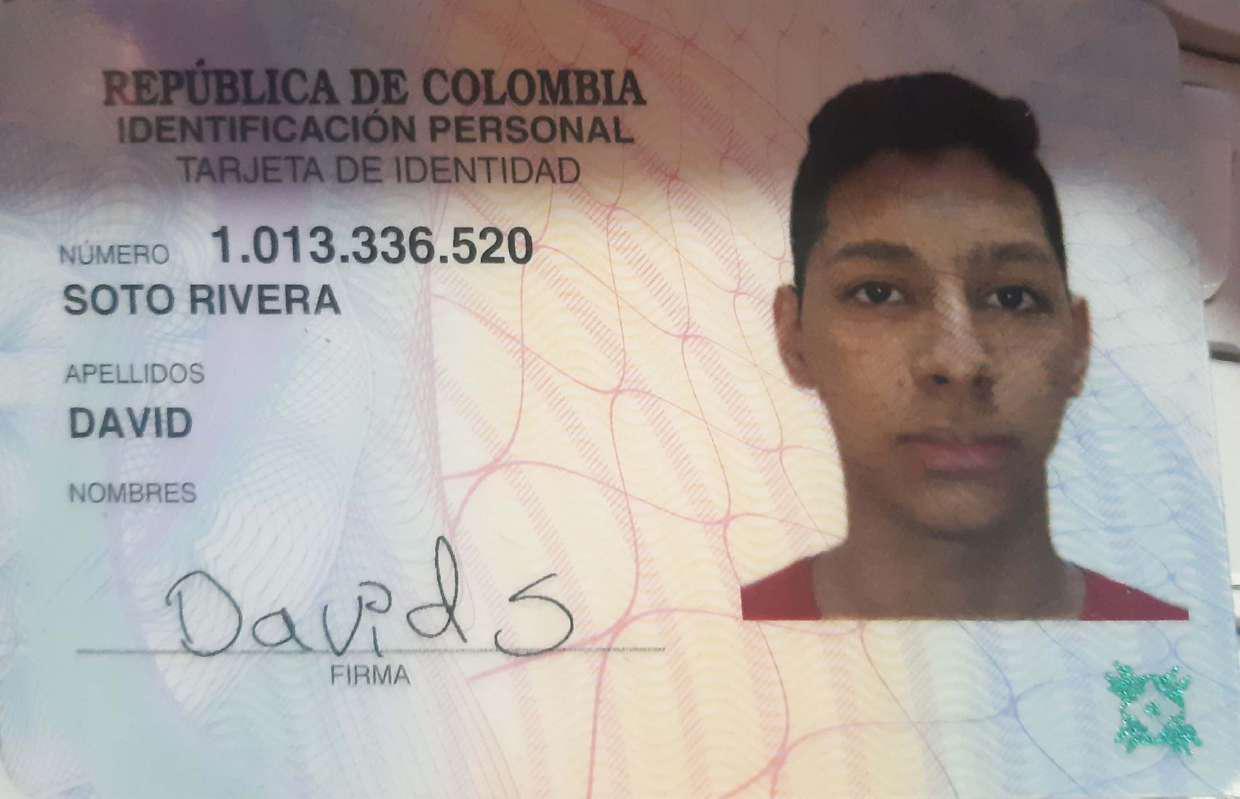 REPÚBLICA DE COLOMBIA
IDENTIFICACIÓN PERSONAL
TARJETA DE IDENTIDAD
NÚMERO 1.013.336.520
SOTO RIVERA
APELLIDOS
DAVID
NOMBRES
David S
FIRMA